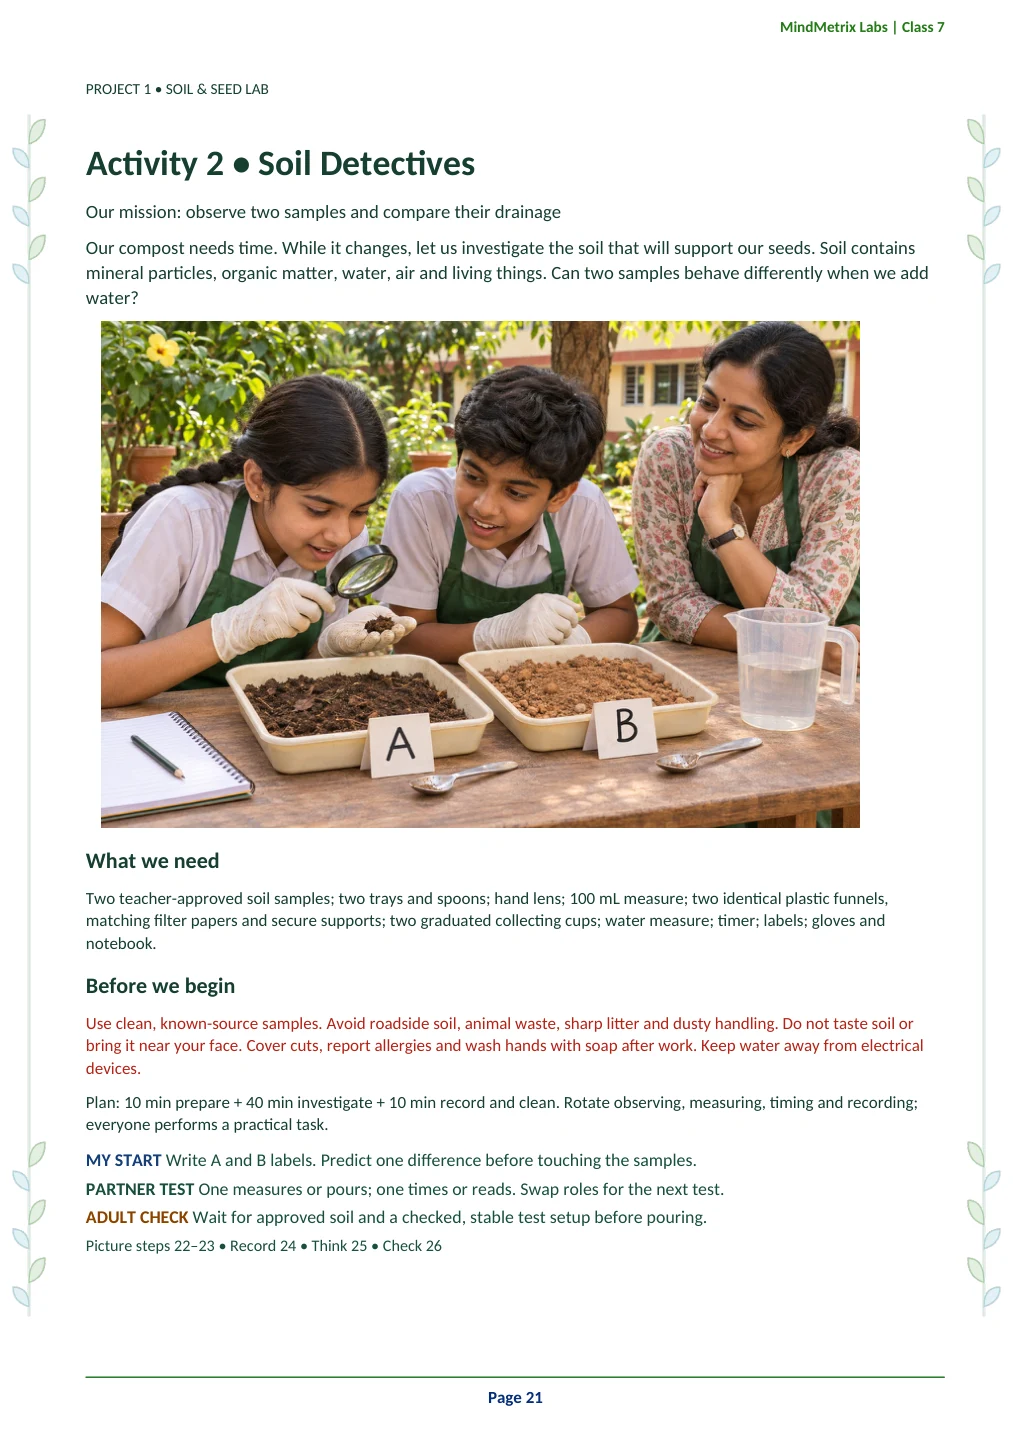 MindMetrix Labs | Class 7
PROJECT 1 ● SOIL & SEED LAB
Activity 2 ● Soil Detectives
Our mission: observe two samples and compare their drainage
Our compost needs time. While it changes, let us investigate the soil that will support our seeds. Soil contains
mineral particles, organic matter, water, air and living things. Can two samples behave differently when we add
water?
A
B
What we need
Two teacher-approved soil samples; two trays and spoons; hand lens; 100 mL measure; two identical plastic funnels,
matching filter papers and secure supports; two graduated collecting cups; water measure; timer; labels; gloves and
notebook.
Before we begin
Use clean, known-source samples. Avoid roadside soil, animal waste, sharp litter and dusty handling. Do not taste soil or
bring it near your face. Cover cuts, report allergies and wash hands with soap after work. Keep water away from electrical
devices.
Plan: 10 min prepare + 40 min investigate + 10 min record and clean. Rotate observing, measuring, timing and recording;
everyone performs a practical task.
MY START Write A and B labels. Predict one difference before touching the samples.
PARTNER TEST One measures or pours; one times or reads. Swap roles for the next test.
ADULT CHECK Wait for approved soil and a checked, stable test setup before pouring.
Picture steps 22–23 ● Record 24 ● Think 25 ● Check 26
Page 21